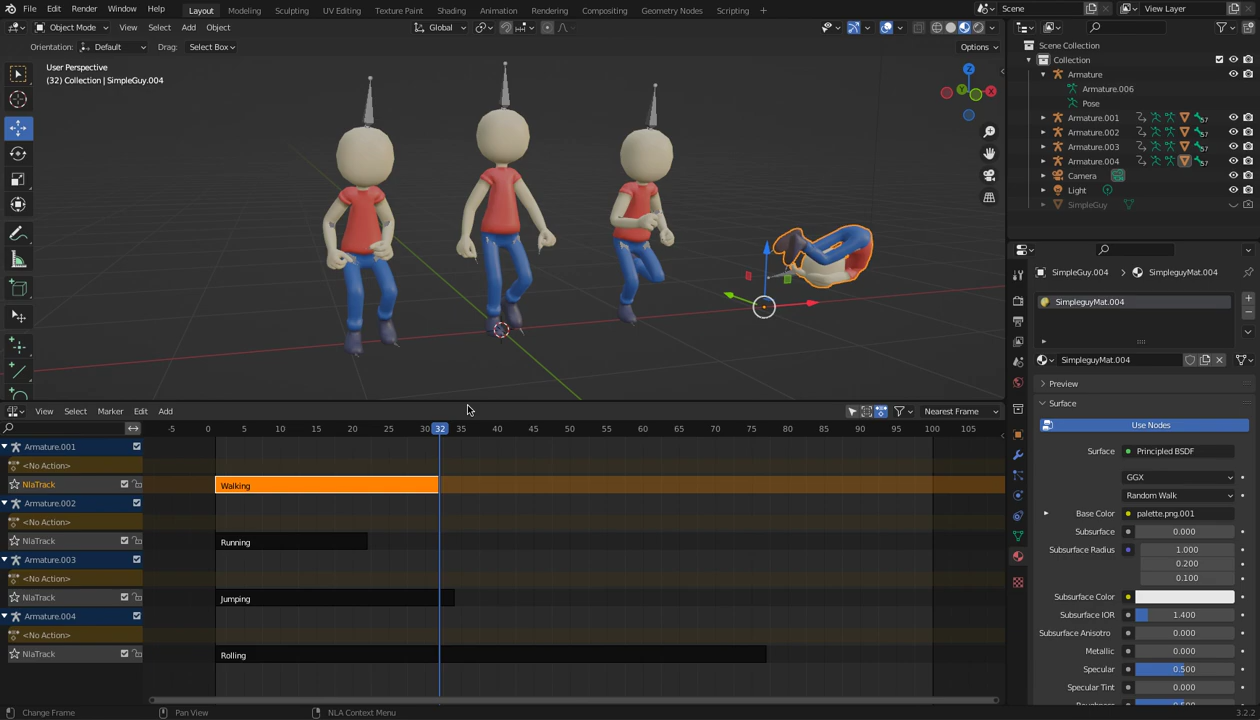 File Edit Render Window Help Layout Modeling Sculpting UV Editing Texture Paint Shading Animation Rendering Compositing Geometry Nodes Scripting Scene View Layer
Object Mode View Select Add Object Global
Orientation: Default Drag: Select Box Options
User Perspective
(32) Collection | SimpleGuy.004
Z
Y
X
Scene Collection
Collection
Armature
Armature.006
Pose
Armature.001 57
Armature.002 57
Armature.003 57
Armature.004 57
Camera
Light
SimpleGuy
SimpleGuy.004 SimpleguyMat.004
SimpleguyMat.004
SimpleguyMat.004
Preview
Surface
Use Nodes
Surface Principled BSDF
GGX
Random Walk
Base Color palette.png.001
Subsurface 0.000
Subsurface Radius 1.000
0.200
0.100
Subsurface Color
Subsurface IOR 1.400
Subsurface Anisotro 0.000
Metallic 0.000
Specular 0.500
Specular Tint 0.000
View Select Marker Edit Add Nearest Frame
-5 0 5 10 15 20 25 30 32 35 40 45 50 55 60 65 70 75 80 85 90 95 100 105
Armature.001
<No Action>
NlaTrack Walking
Armature.002
<No Action>
NlaTrack Running
Armature.003
<No Action>
NlaTrack Jumping
Armature.004
<No Action>
NlaTrack Rolling
Change Frame Pan View NLA Context Menu 3.2.2